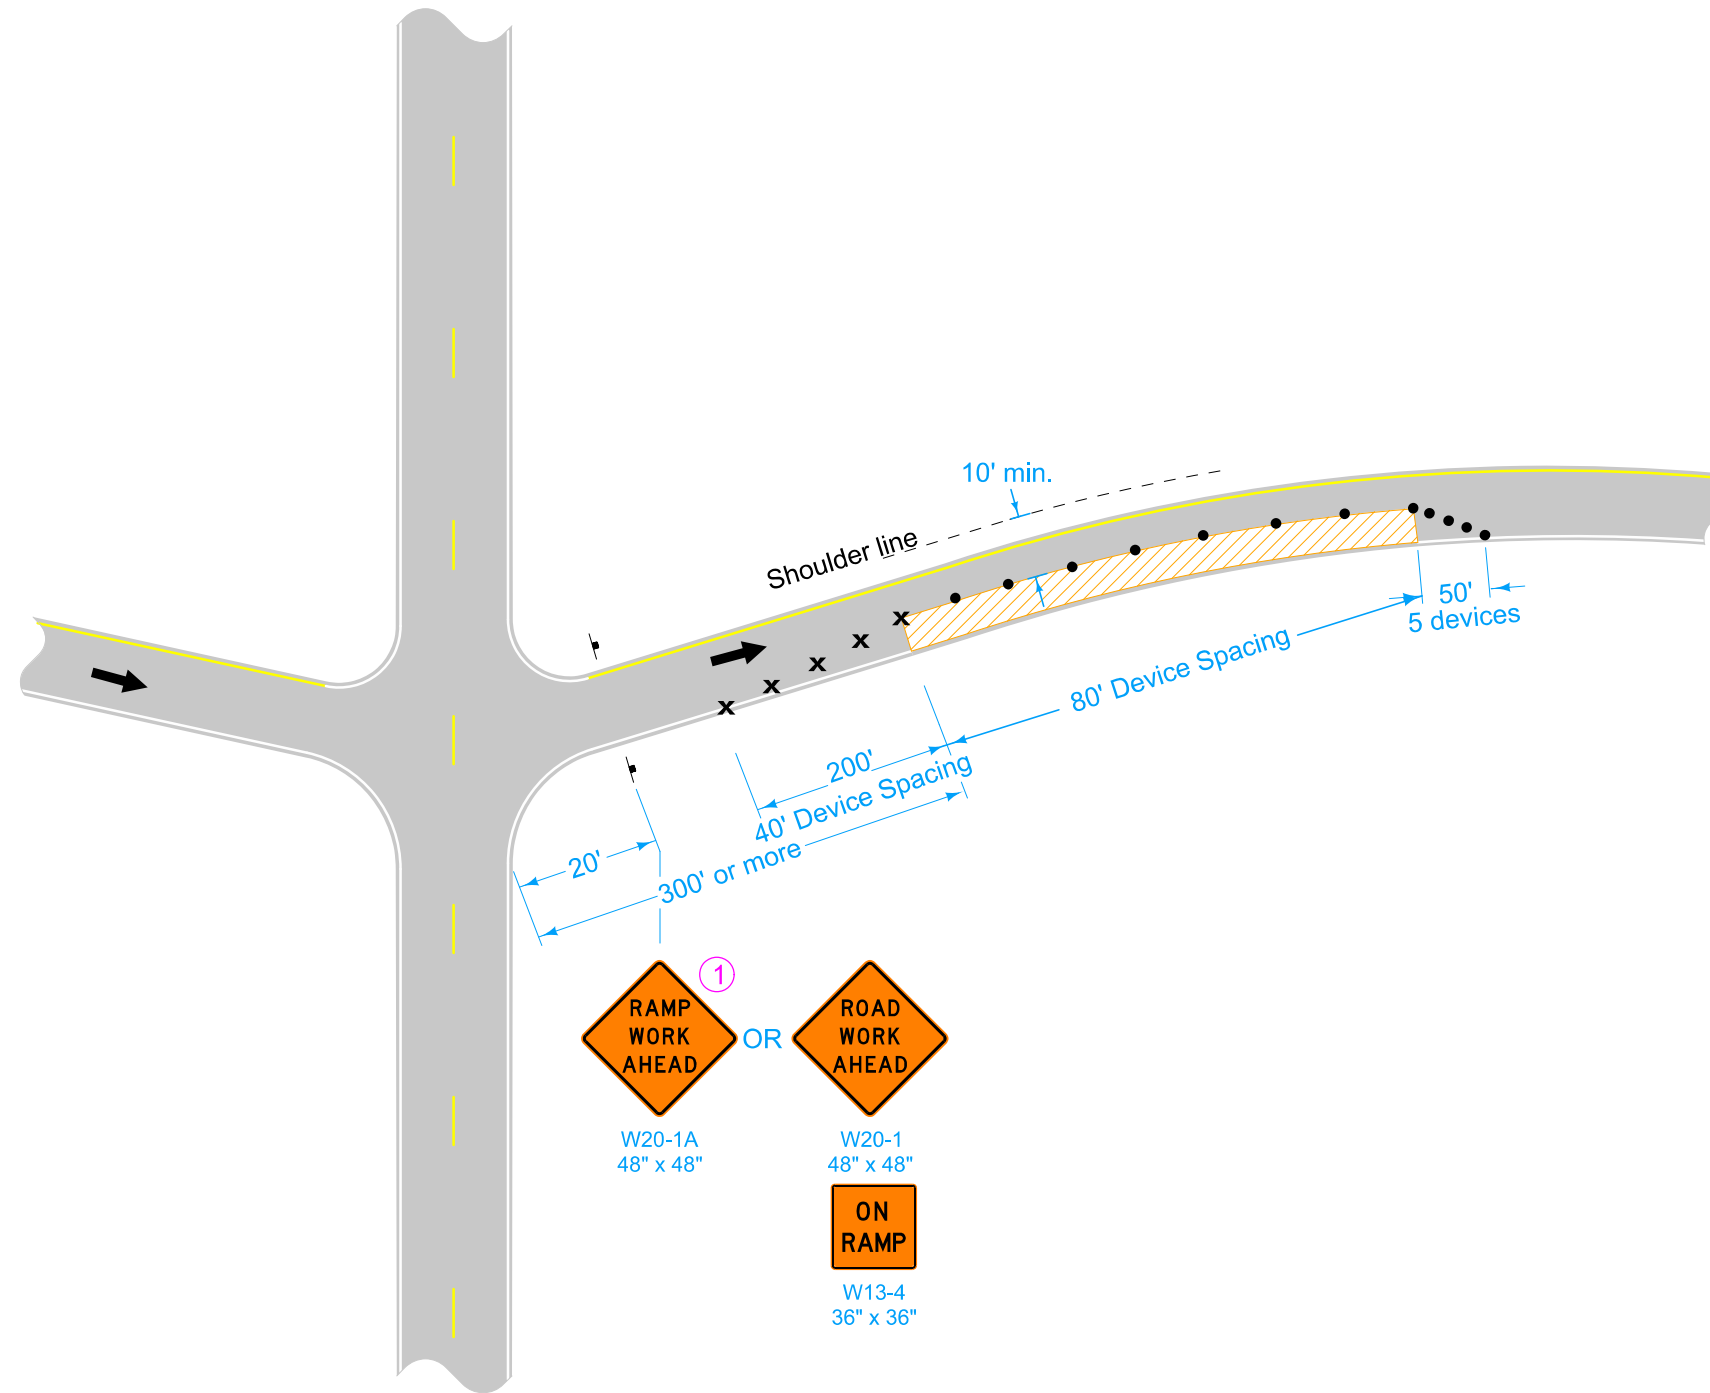 10' min.
Shoulder line
50'
5 devices
80' Device Spacing
200'
40' Device Spacing
20'
300' or more
1
RAMP
WORK
AHEAD
OR
ROAD
WORK
AHEAD
W20-1A
48" x 48"
W20-1
48" x 48"
ON
RAMP
W13-4
36" x 36"